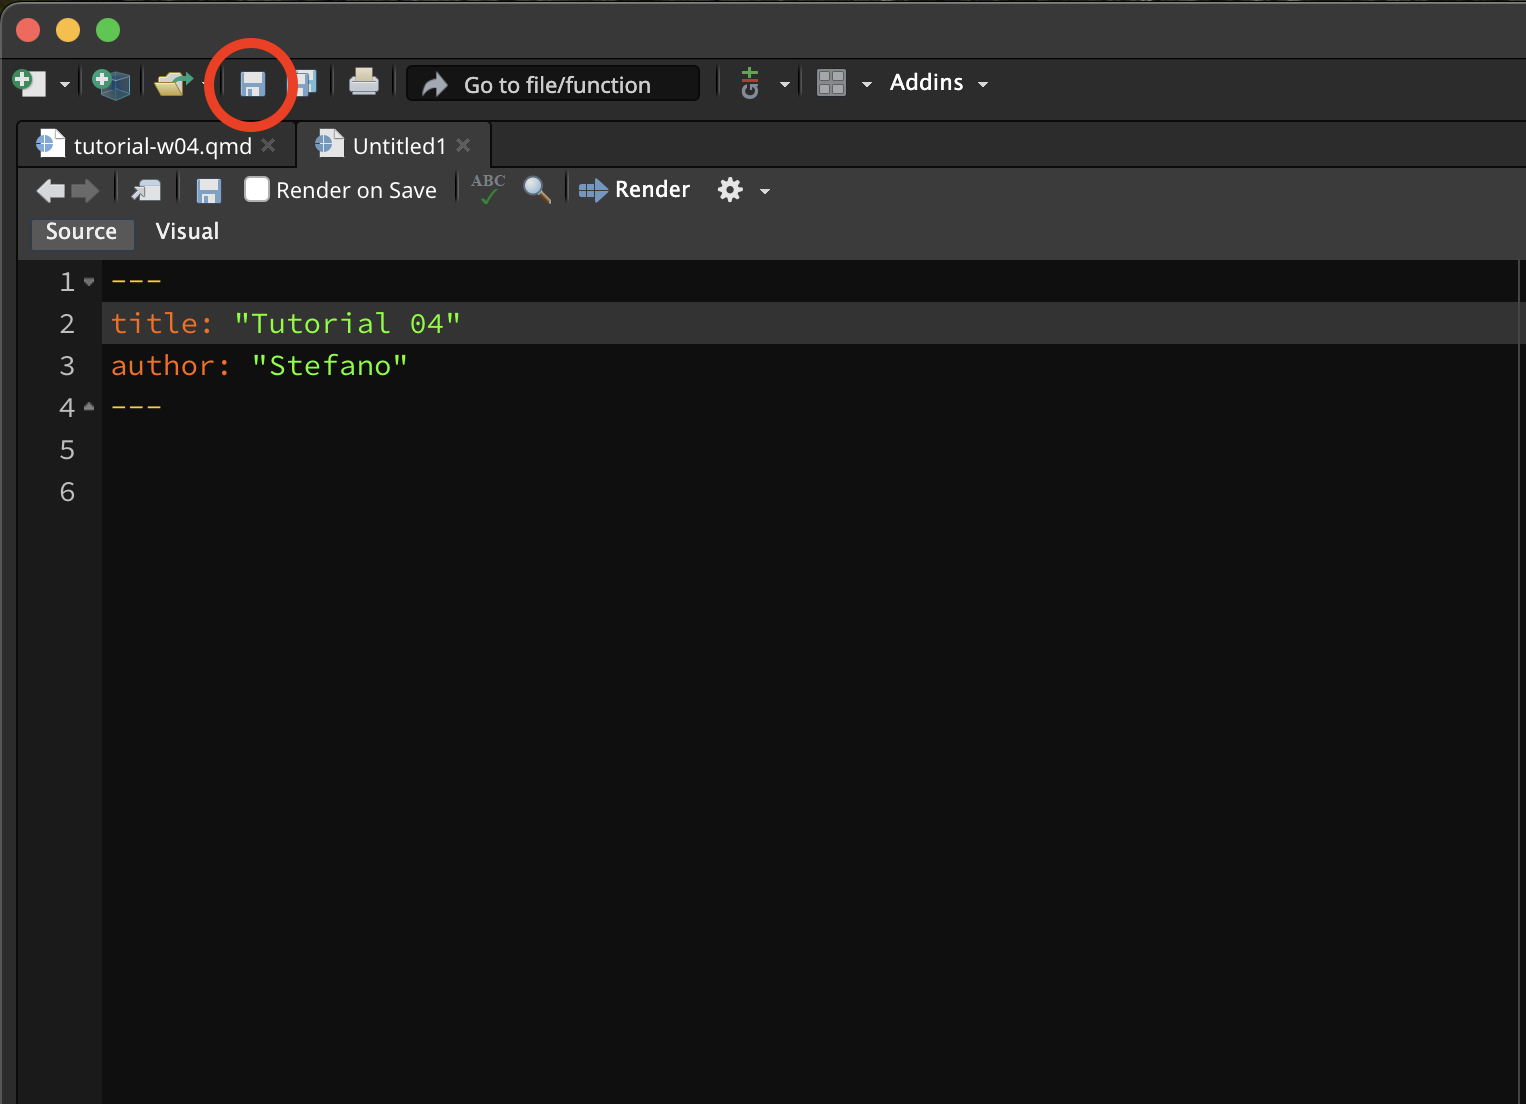 Go to file/function
Git
Addins
tutorial-w04.qmd
Untitled1
Render on Save
ABC
Render
Source
Visual
1 ---
2 title: "Tutorial 04"
3 author: "Stefano"
4 ---
5
6